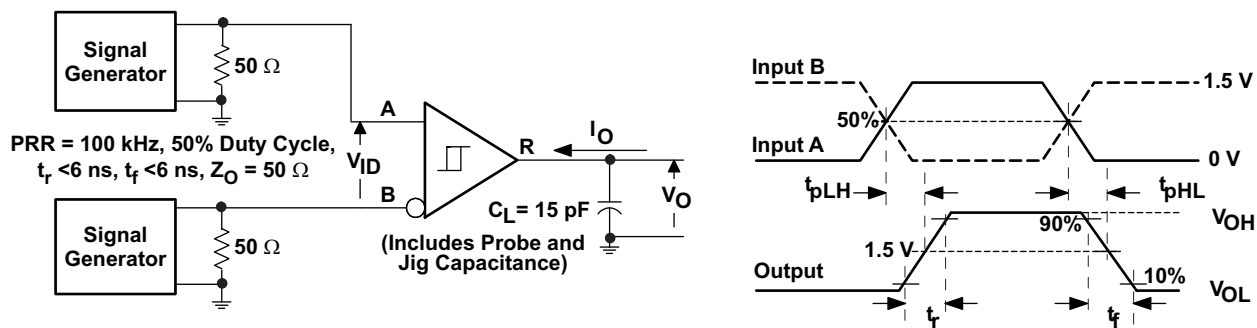 Signal
Generator
50 Ω
PRR = 100 kHz, 50% Duty Cycle,
tr <6 ns, tf <6 ns, ZO = 50 Ω
Signal
Generator
50 Ω
A
VID
B
R
IO
VO
CL= 15 pF
(Includes Probe and
Jig Capacitance)
Input B
1.5 V
50%
Input A
0 V
tpLH
tpHL
VOH
90%
1.5 V
Output
10%
VOL
tr
tf